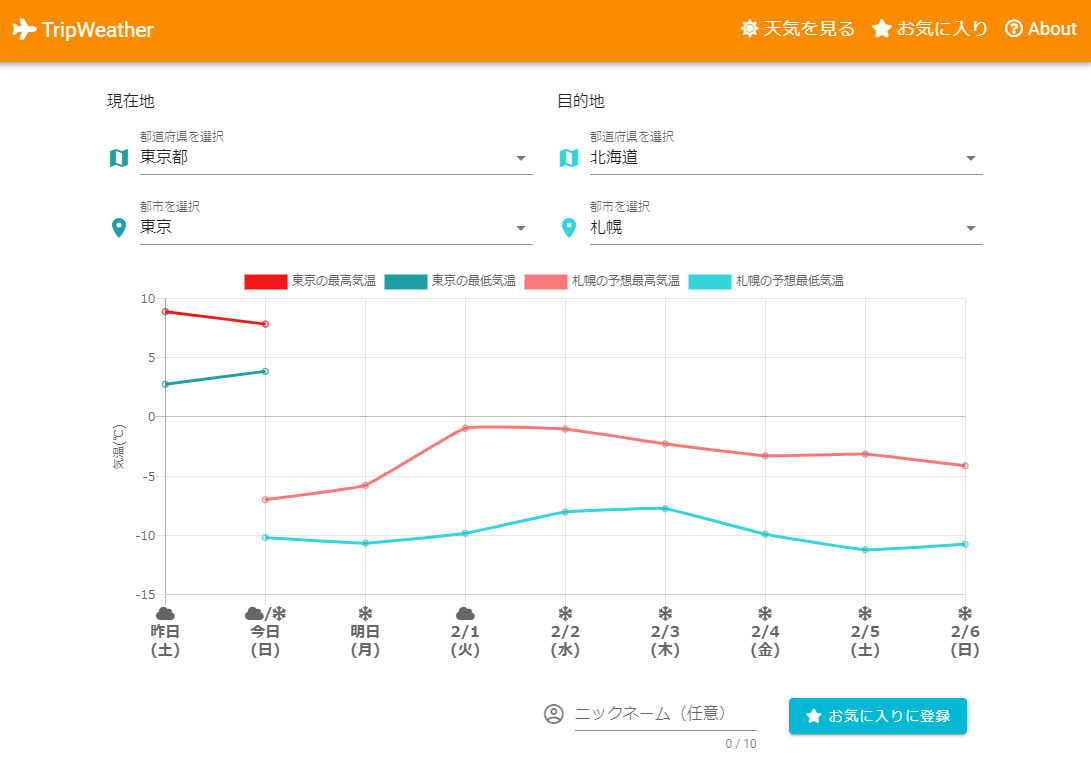 TripWeather
天気を見る
お気に入り
About
現在地
都道府県を選択
東京都
都市を選択
東京
目的地
都道府県を選択
北海道
都市を選択
札幌
東京の最高気温 東京の最低気温 札幌の予想最高気温 札幌の予想最低気温
気温(℃)
10
5
0
-5
-10
-15
昨日
(土)
/
今日
(日)
明日
(月)
2/1
(火)
2/2
(水)
2/3
(木)
2/4
(金)
2/5
(土)
2/6
(日)
ニックネーム（任意）
0 / 10
お気に入りに登録